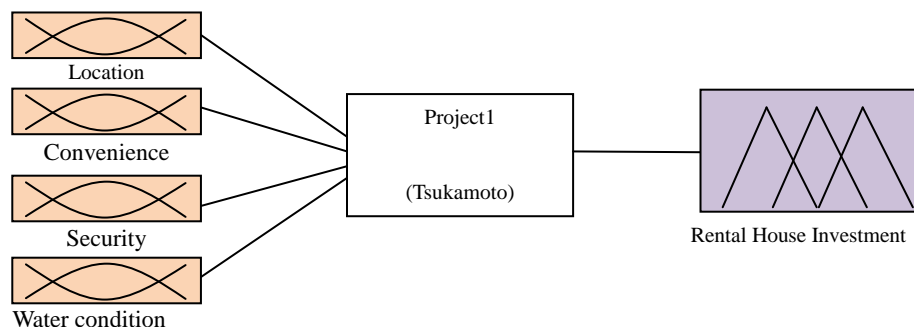 Location
Convenience
Security
Water condition
Project1
(Tsukamoto)
Rental House Investment